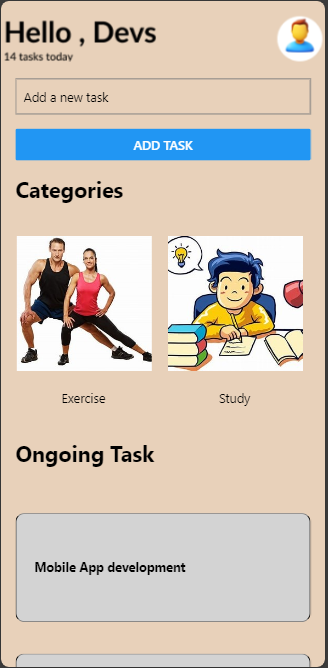 Hello , Devs
14 tasks today
Add a new task
ADD TASK
Categories
Exercise
Study
Ongoing Task
Mobile App development